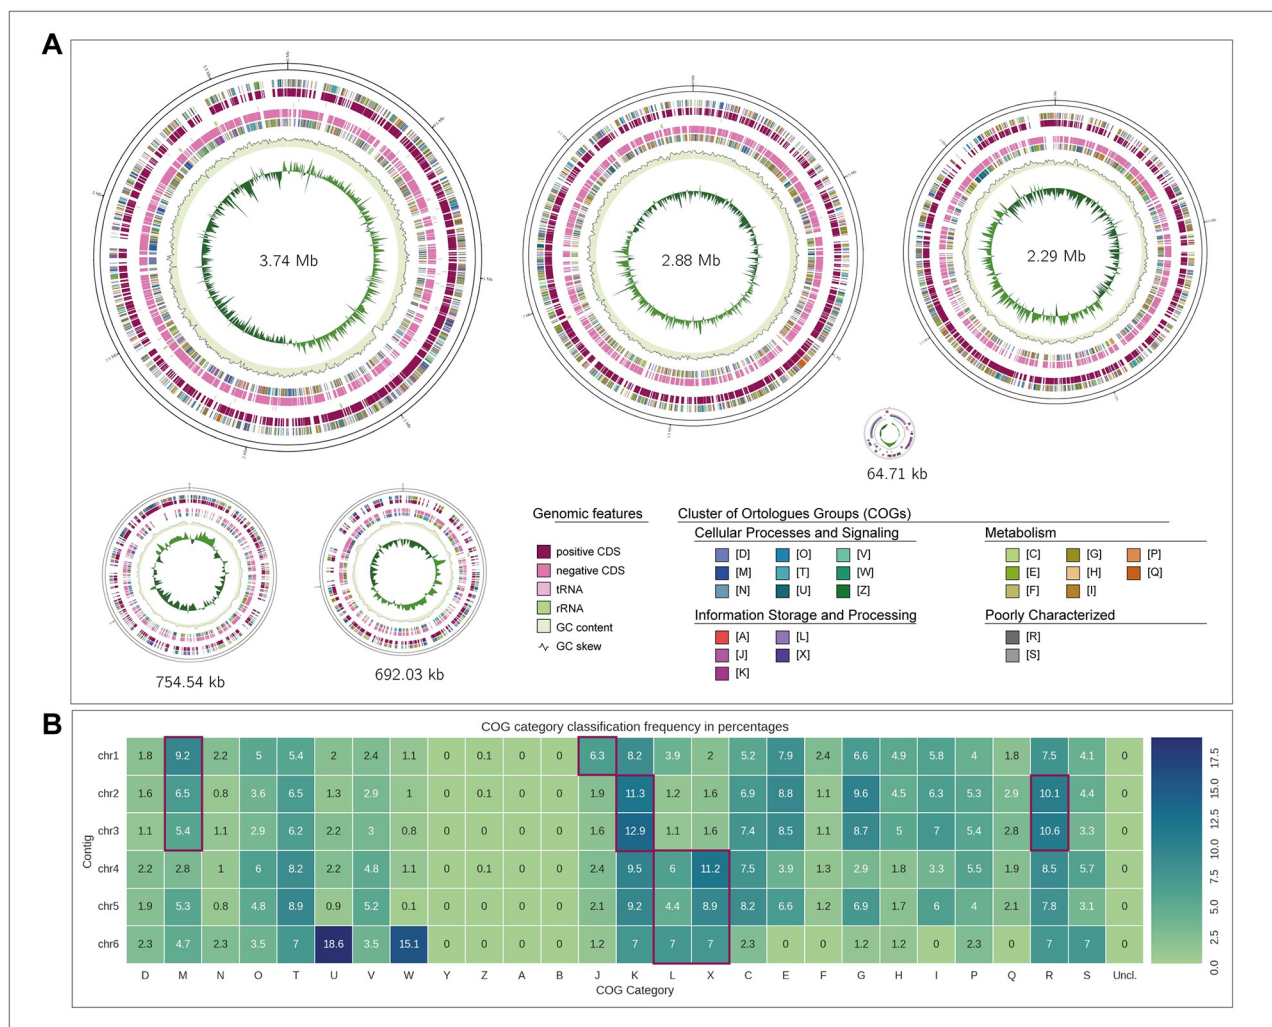 A
3.74 Mb
2.88 Mb
2.29 Mb
64.71 kb
754.54 kb
692.03 kb
Genomic features
positive CDS
negative CDS
tRNA
rRNA
GC content
GC skew
Cluster of Ortologues Groups (COGs)
Cellular Processes and Signaling
[D] [O] [V]
[M] [T] [W]
[N] [U] [Z]
Metabolism
[C] [G] [P]
[E] [H] [Q]
[F] [I]
Information Storage and Processing
[A] [L]
[J] [X]
[K]
Poorly Characterized
[R]
[S]
B
COG category classification frequency in percentages
Contig
chr1 1.8 9.2 2.2 5 5.4 2 2.4 1.1 0 0.1 0 0 6.3 8.2 3.9 2 5.2 7.9 2.4 6.6 4.9 5.8 4 1.8 7.5 4.1 0
chr2 1.6 6.5 0.8 3.6 6.5 1.3 2.9 1 0 0.1 0 0 1.9 11.3 1.2 1.6 6.9 8.8 1.1 9.6 4.5 6.3 5.3 2.9 10.1 4.4 0
chr3 1.1 5.4 1.1 2.9 6.2 2.2 3 0.8 0 0 0 0 1.6 12.9 1.1 1.6 7.4 8.5 1.1 8.7 5 7 5.4 2.8 10.6 3.3 0
chr4 2.2 2.8 1 6 8.2 2.2 4.8 1.1 0 0.1 0 0 2.4 9.5 6 11.2 7.5 3.9 1.3 2.9 1.8 3.3 5.5 1.9 8.5 5.7 0
chr5 1.9 5.3 0.8 4.8 8.9 0.9 5.2 0.1 0 0 0 0 2.1 9.2 4.4 8.9 8.2 6.6 1.2 6.9 1.7 6 4 2.1 7.8 3.1 0
chr6 2.3 4.7 2.3 3.5 7 18.6 3.5 15.1 0 0 0 0 1.2 7 7 7 2.3 0 0 1.2 1.2 0 2.3 0 7 7 0
D M N O T U V W Y Z A B J K L X C E F G H I P Q R S Uncl.
COG Category
17.5
15.0
12.5
10.0
7.5
5.0
2.5
0.0